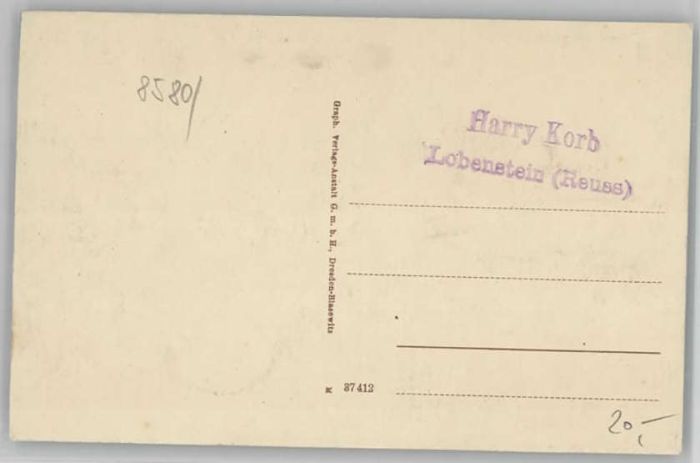 8580/
Harry Korb
Lobenstein (Reuss)
Graph. Verlags-Anstalt G. m. b. H., Dresden-Blasewitz
K 37412
20,-